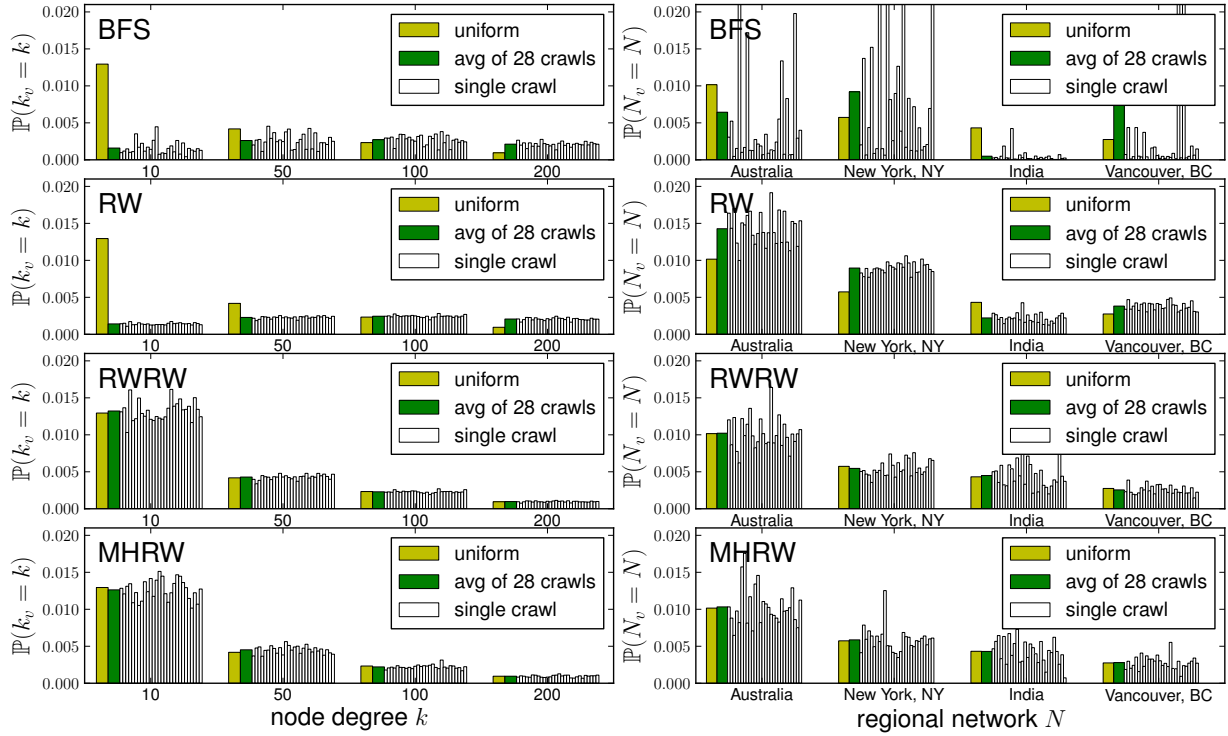 BFS
uniform
avg of 28 crawls
single crawl
ℙ(k_v = k)
0.020
0.015
0.010
0.005
0.000
10 50 100 200
BFS
uniform
avg of 28 crawls
single crawl
ℙ(N_v = N)
0.020
0.015
0.010
0.005
0.000
Australia New York, NY India Vancouver, BC
RW
uniform
avg of 28 crawls
single crawl
ℙ(k_v = k)
0.020
0.015
0.010
0.005
0.000
10 50 100 200
RW
uniform
avg of 28 crawls
single crawl
ℙ(N_v = N)
0.020
0.015
0.010
0.005
0.000
Australia New York, NY India Vancouver, BC
RWRW
uniform
avg of 28 crawls
single crawl
ℙ(k_v = k)
0.020
0.015
0.010
0.005
0.000
10 50 100 200
RWRW
uniform
avg of 28 crawls
single crawl
ℙ(N_v = N)
0.020
0.015
0.010
0.005
0.000
Australia New York, NY India Vancouver, BC
MHRW
uniform
avg of 28 crawls
single crawl
ℙ(k_v = k)
0.020
0.015
0.010
0.005
0.000
10 50 100 200
node degree k
MHRW
uniform
avg of 28 crawls
single crawl
ℙ(N_v = N)
0.020
0.015
0.010
0.005
0.000
Australia New York, NY India Vancouver, BC
regional network N